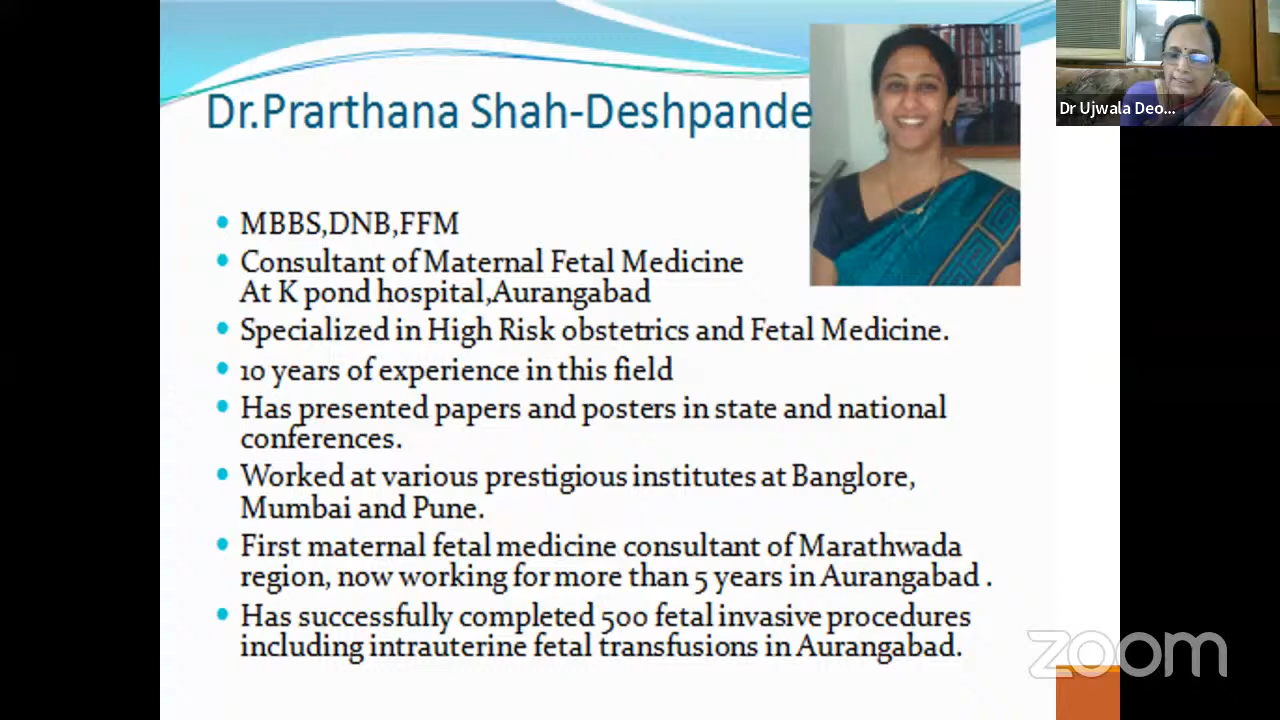 Dr.Prarthana Shah-Deshpande
Dr Ujwala Deo...
MBBS,DNB,FFM
Consultant of Maternal Fetal Medicine
At K pond hospital,Aurangabad
Specialized in High Risk obstetrics and Fetal Medicine.
10 years of experience in this field
Has presented papers and posters in state and national
conferences.
Worked at various prestigious institutes at Banglore,
Mumbai and Pune.
First maternal fetal medicine consultant of Marathwada
region, now working for more than 5 years in Aurangabad .
Has successfully completed 500 fetal invasive procedures
including intrauterine fetal transfusions in Aurangabad.
zoom